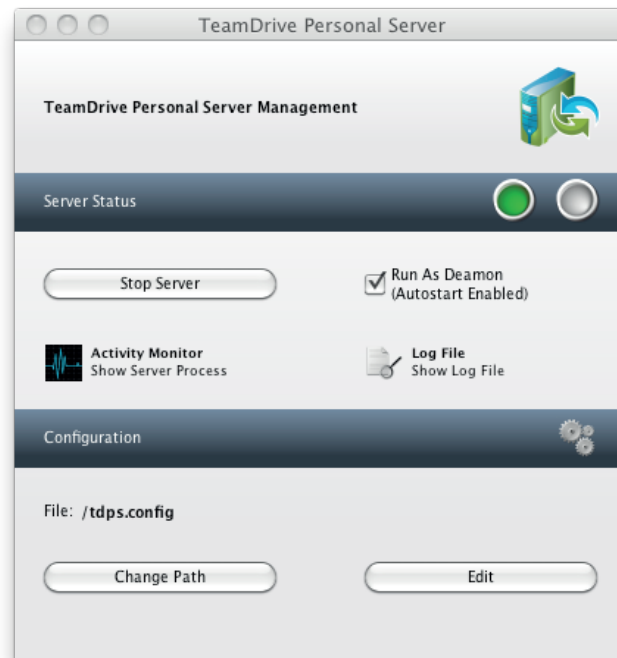 TeamDrive Personal Server
TeamDrive Personal Server Management
Server Status
Stop Server
Run As Deamon
(Autostart Enabled)
Activity Monitor
Show Server Process
Log File
Show Log File
Configuration
File: /tdps.config
Change Path
Edit